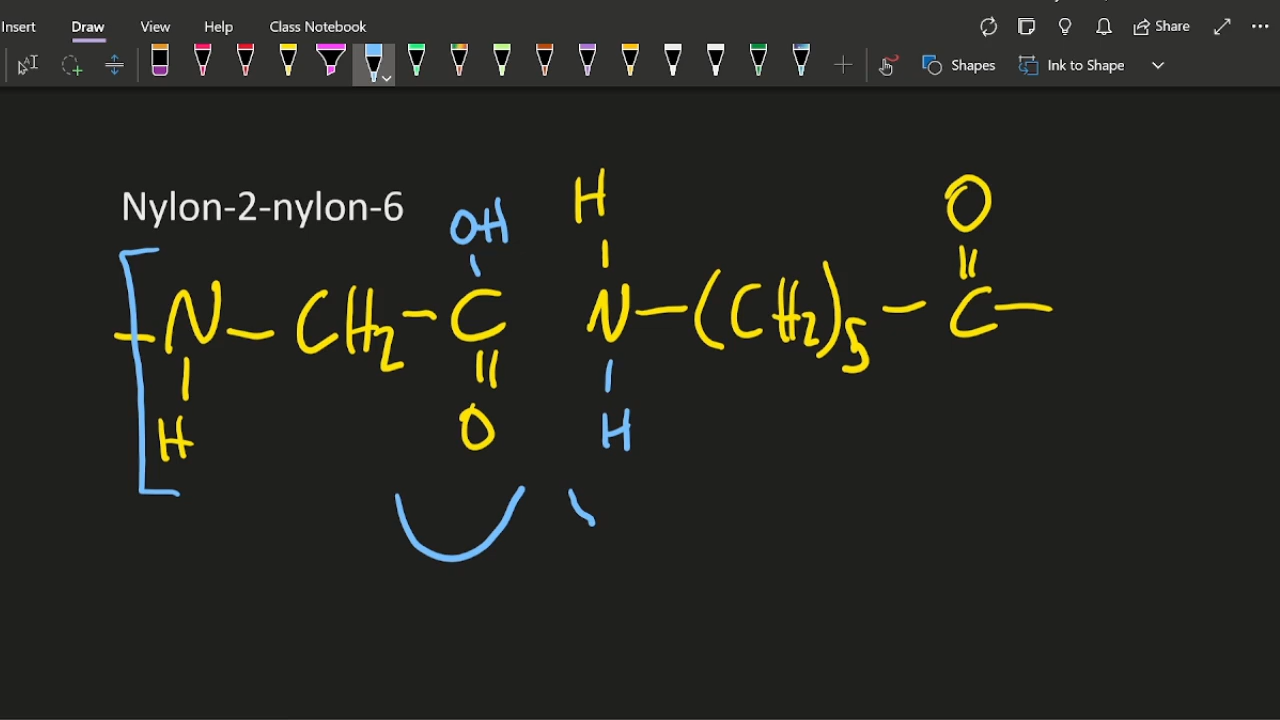 Insert Draw View Help Class Notebook Share
Shapes Ink to Shape
Nylon-2-nylon-6
OH H O
-N-CH₂-C N-(CH₂)₅-C-
H O H